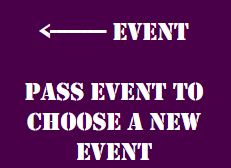 <—— EVENT
PASS EVENT TO
CHOOSE A NEW
EVENT